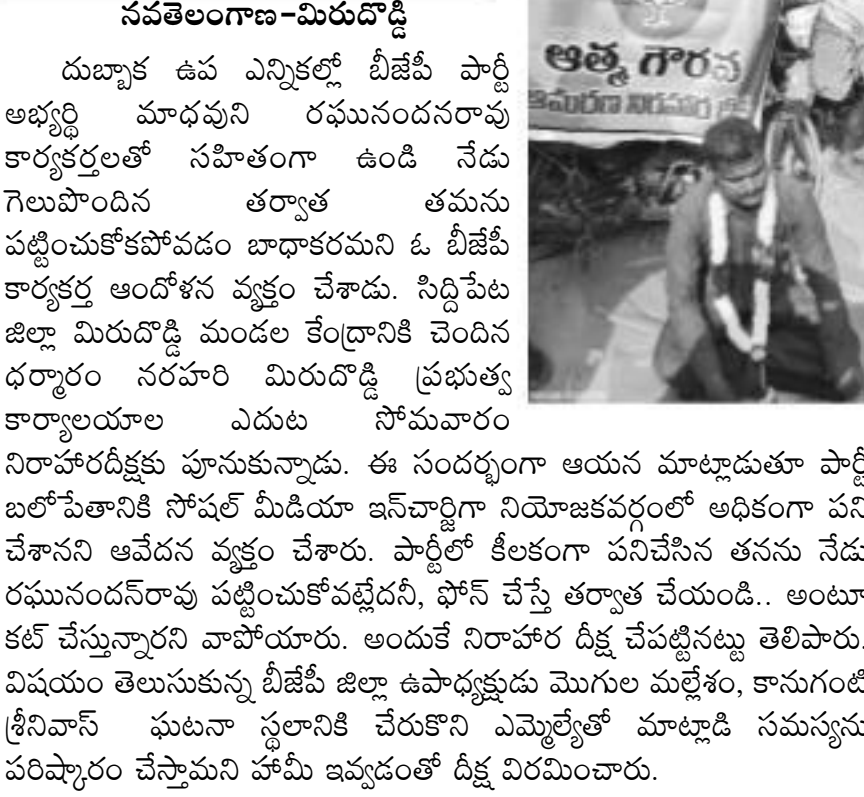 నవతెలంగాణ-మిరుదొడ్డి
దుబ్బాక ఉప ఎన్నికల్లో బీజేపీ పార్టీ
అభ్యర్థి మాధవుని రఘునందనరావు
కార్యకర్తలతో సహితంగా ఉండి నేడు
గెలుపొందిన తర్వాత తమను
పట్టించుకోకపోవడం బాధాకరమని ఓ బీజేపీ
కార్యకర్త ఆందోళన వ్యక్తం చేశాడు. సిద్దిపేట
జిల్లా మిరుదొడ్డి మండల కేంద్రానికి చెందిన
ధర్మారం నరహరి మిరుదొడ్డి ప్రభుత్వ
కార్యాలయాల ఎదుట సోమవారం
నిరాహారదీక్షకు పూనుకున్నాడు. ఈ సందర్భంగా ఆయన మాట్లాడుతూ పార్టీ
బలోపేతానికి సోషల్ మీడియా ఇన్‌చార్జిగా నియోజకవర్గంలో అధికంగా పని
చేశానని ఆవేదన వ్యక్తం చేశారు. పార్టీలో కీలకంగా పనిచేసిన తనను నేడు
రఘునందన్‌రావు పట్టించుకోవట్లేదనీ, ఫోన్ చేస్తే తర్వాత చేయండి.. అంటూ
కట్ చేస్తున్నారని వాపోయారు. అందుకే నిరాహార దీక్ష చేపట్టినట్టు తెలిపారు.
విషయం తెలుసుకున్న బీజేపీ జిల్లా ఉపాధ్యక్షుడు మొగుల మల్లేశం, కానుగంటి
శ్రీనివాస్ ఘటనా స్థలానికి చేరుకొని ఎమ్మెల్యేతో మాట్లాడి సమస్యను
పరిష్కారం చేస్తామని హామీ ఇవ్వడంతో దీక్ష విరమించారు.
ఆత్మ గౌరవ
ఆమరణ నిరాహార